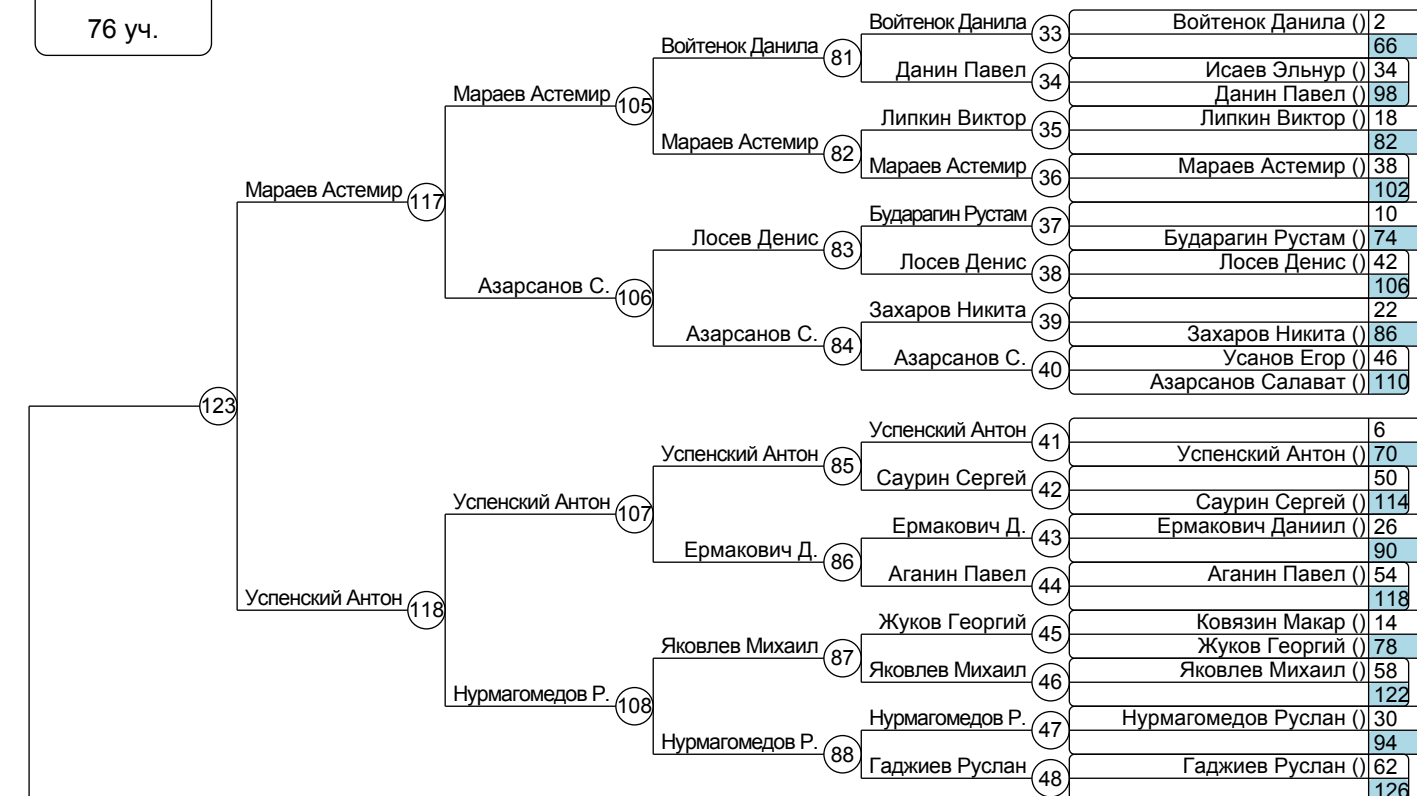 76 уч.
Войтенок Данила
33
Войтенок Данила () 2
66
Войтенок Данила
81
Данин Павел
34
Исаев Эльнур () 34
Данин Павел () 98
Мараев Астемир
105
Липкин Виктор
35
Липкин Виктор () 18
82
Мараев Астемир
82
Мараев Астемир
36
Мараев Астемир () 38
102
Мараев Астемир
117
Бударагин Рустам
37
10
Бударагин Рустам () 74
Лосев Денис
83
Лосев Денис
38
Лосев Денис () 42
106
Азарсанов С.
106
Захаров Никита
39
22
Захаров Никита () 86
Азарсанов С.
84
Азарсанов С.
40
Усанов Егор () 46
Азарсанов Салават () 110
123
Успенский Антон
41
6
Успенский Антон () 70
Успенский Антон
85
Саурин Сергей
42
50
Саурин Сергей () 114
Успенский Антон
107
Ермакович Д.
43
Ермакович Даниил () 26
90
Ермакович Д.
86
Аганин Павел
44
Аганин Павел () 54
118
Успенский Антон
118
Жуков Георгий
45
Ковязин Макар () 14
Жуков Георгий () 78
Яковлев Михаил
87
Яковлев Михаил
46
Яковлев Михаил () 58
122
Нурмагомедов Р.
108
Нурмагомедов Р.
47
Нурмагомедов Руслан () 30
94
Нурмагомедов Р.
88
Гаджиев Руслан
48
Гаджиев Руслан () 62
126